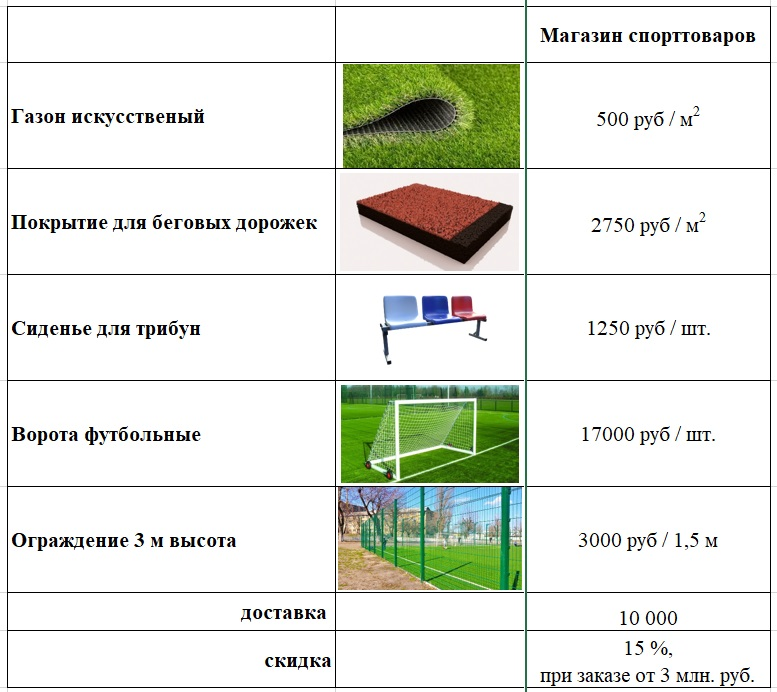 Магазин спорттоваров
Газон искусственый
500 руб / м²
Покрытие для беговых дорожек
2750 руб / м²
Сиденье для трибун
1250 руб / шт.
Ворота футбольные
17000 руб / шт.
Ограждение 3 м высота
3000 руб / 1,5 м
доставка
10 000
скидка
15 %,
при заказе от 3 млн. руб.